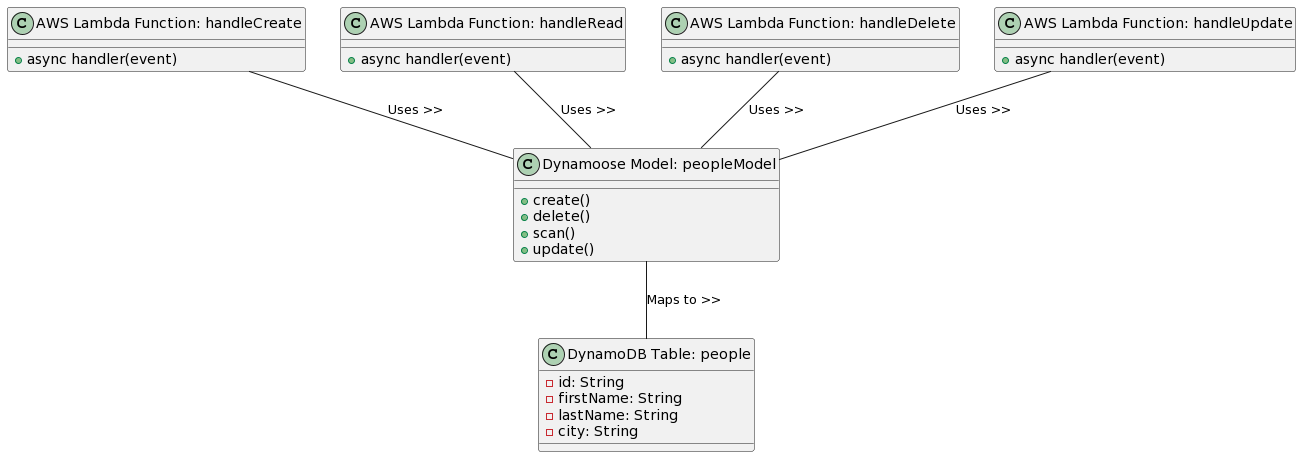 C AWS Lambda Function: handleCreate
async handler(event)
C AWS Lambda Function: handleRead
async handler(event)
C AWS Lambda Function: handleDelete
async handler(event)
C AWS Lambda Function: handleUpdate
async handler(event)
Uses >>
Uses >>
Uses >>
Uses >>
C Dynamoose Model: peopleModel
create()
delete()
scan()
update()
Maps to >>
C DynamoDB Table: people
id: String
firstName: String
lastName: String
city: String